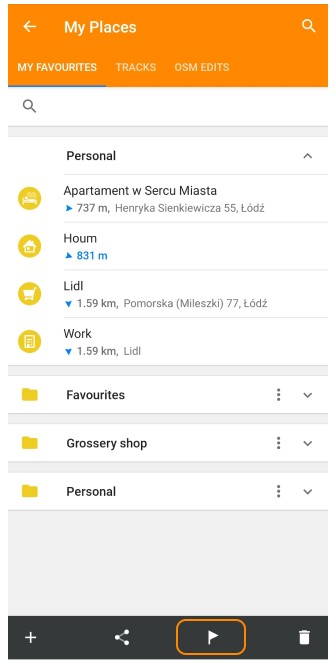 My Places
MY FAVOURITES TRACKS OSM EDITS
Personal
Apartament w Sercu Miasta
737 m, Henryka Sienkiewicza 55, Łódź
Houm
831 m
Lidl
1.59 km, Pomorska (Mileszki) 77, Łódź
Work
1.59 km, Lidl
Favourites
Grossery shop
Personal